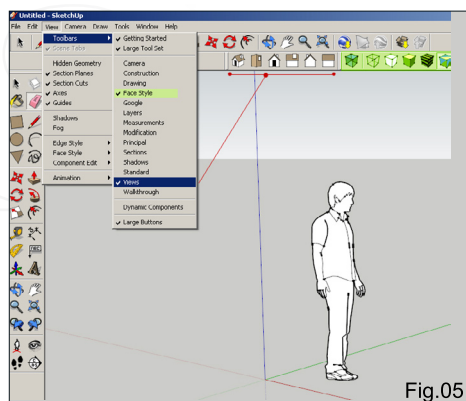 Untitled - SketchUp
File Edit View Camera Draw Tools Window Help
Toolbars
Scene Tabs
Hidden Geometry
Section Planes
Section Cuts
Axes
Guides
Shadows
Fog
Edge Style
Face Style
Component Edit
Animation
Getting Started
Large Tool Set
Camera
Construction
Drawing
Face Style
Google
Layers
Measurements
Modification
Principal
Sections
Shadows
Standard
Views
Walkthrough
Dynamic Components
Large Buttons
Fig.05